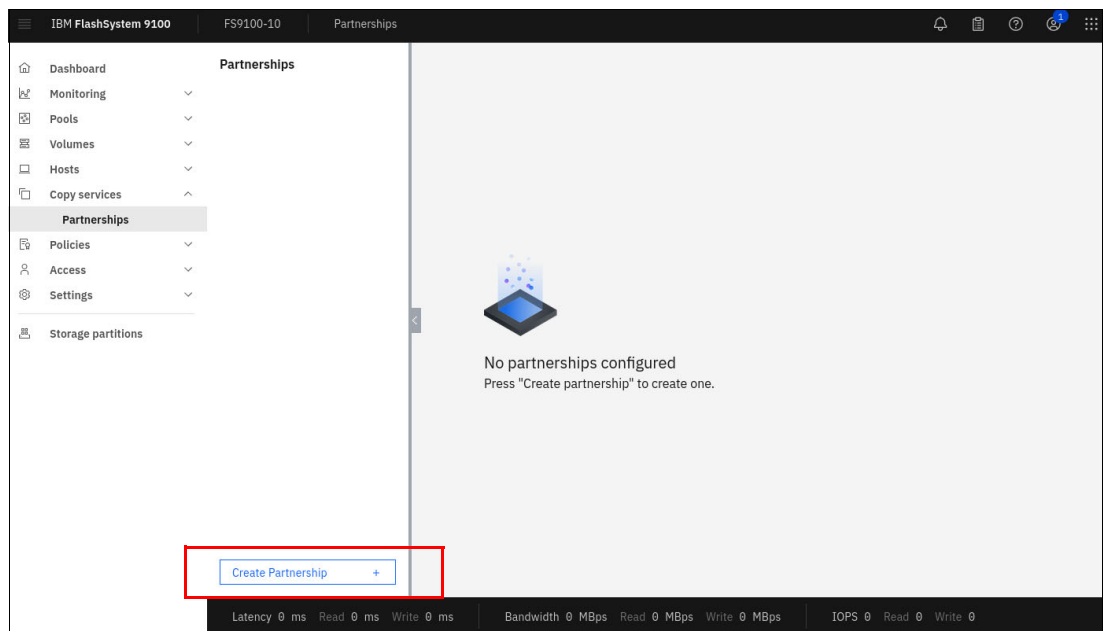 IBM FlashSystem 9100 FS9100-10 Partnerships 1
Dashboard
Monitoring
Pools
Volumes
Hosts
Copy services
Partnerships
Policies
Access
Settings
Storage partitions
Partnerships
No partnerships configured
Press "Create partnership" to create one.
Create Partnership +
Latency 0 ms Read 0 ms Write 0 ms Bandwidth 0 MBps Read 0 MBps Write 0 MBps IOPS 0 Read 0 Write 0